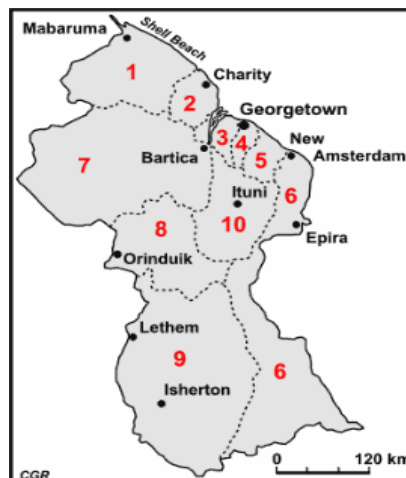 Mabaruma
Shell Beach
1
Charity
2
Georgetown
3
4
New
Amsterdam
7
Bartica
5
Ituni
6
8
10
Epira
Orinduik
Lethem
9
6
Isherton
0 120 km
CGR